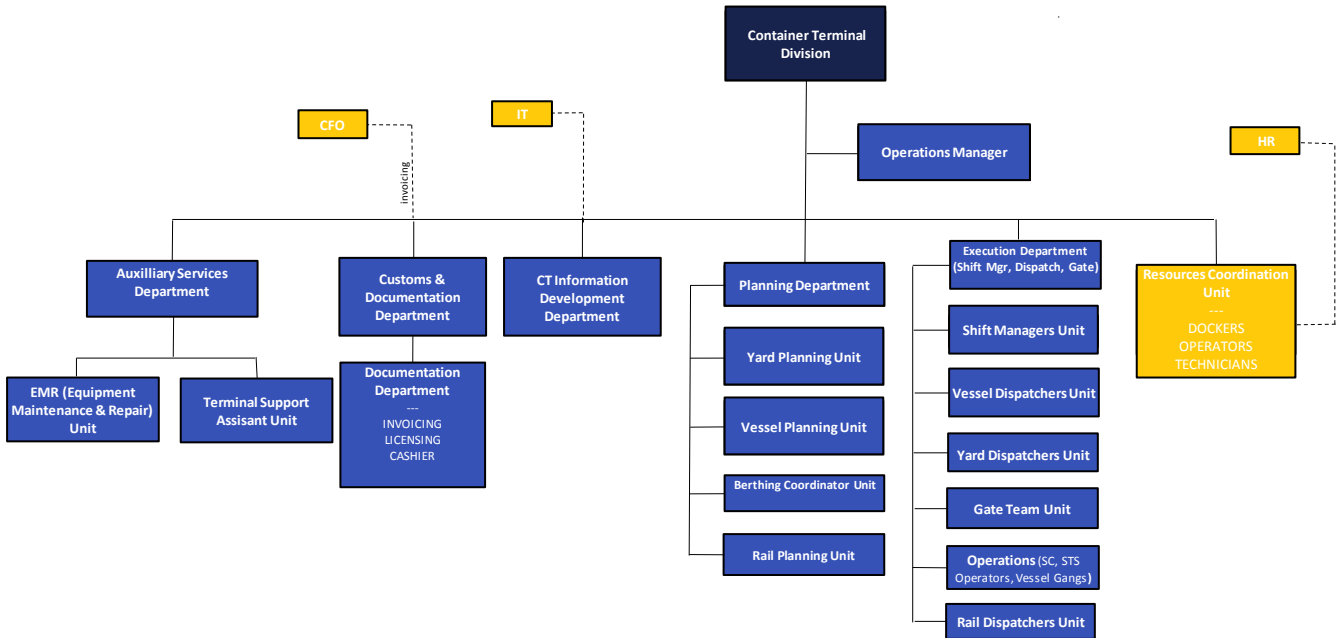 Container Terminal
Division
CFO
IT
invoicing
Operations Manager
HR
Auxilliary Services
Department
Customs &
Documentation
Department
CT Information
Development
Department
Planning Department
Execution Department
(Shift Mgr, Dispatch, Gate)
Resources Coordination
Unit
---
DOCKERS
OPERATORS
TECHNICIANS
EMR (Equipment
Maintenance & Repair)
Unit
Terminal Support
Assisant Unit
Documentation
Department
---
INVOICING
LICENSING
CASHIER
Yard Planning Unit
Vessel Planning Unit
Berthing Coordinator Unit
Rail Planning Unit
Shift Managers Unit
Vessel Dispatchers Unit
Yard Dispatchers Unit
Gate Team Unit
Operations (SC, STS
Operators, Vessel Gangs)
Rail Dispatchers Unit